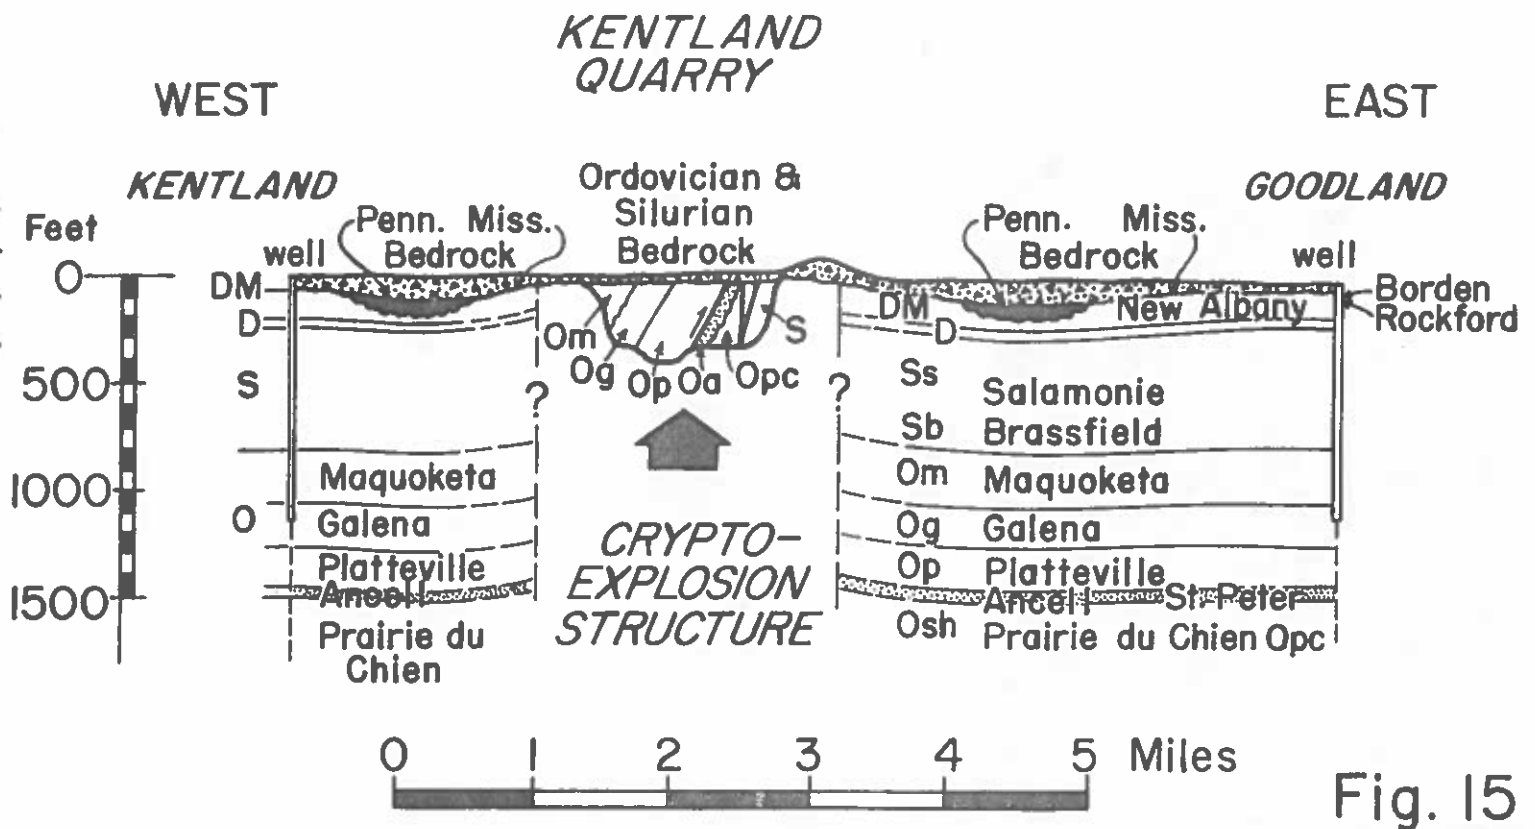 KENTLAND
QUARRY
WEST
EAST
KENTLAND
Ordovician &
Silurian
Bedrock
GOODLAND
Feet
Penn. Miss.
Bedrock
well
Penn. Miss.
Bedrock
well
0
DM
D
S
500
1000
O
1500
Om
Og
Op
Oa
Opc
S
?
?
DM
New Albany
D
Borden
Rockford
Ss
Salamonie
Sb
Brassfield
Maquoketa
Om
Maquoketa
Galena
Og
Galena
Platteville
Op
Platteville
Ancell
Ancell
St. Peter
Prairie du
Chien
Osh
Prairie du Chien Opc
CRYPTO-
EXPLOSION
STRUCTURE
0 1 2 3 4 5 Miles
Fig. 15